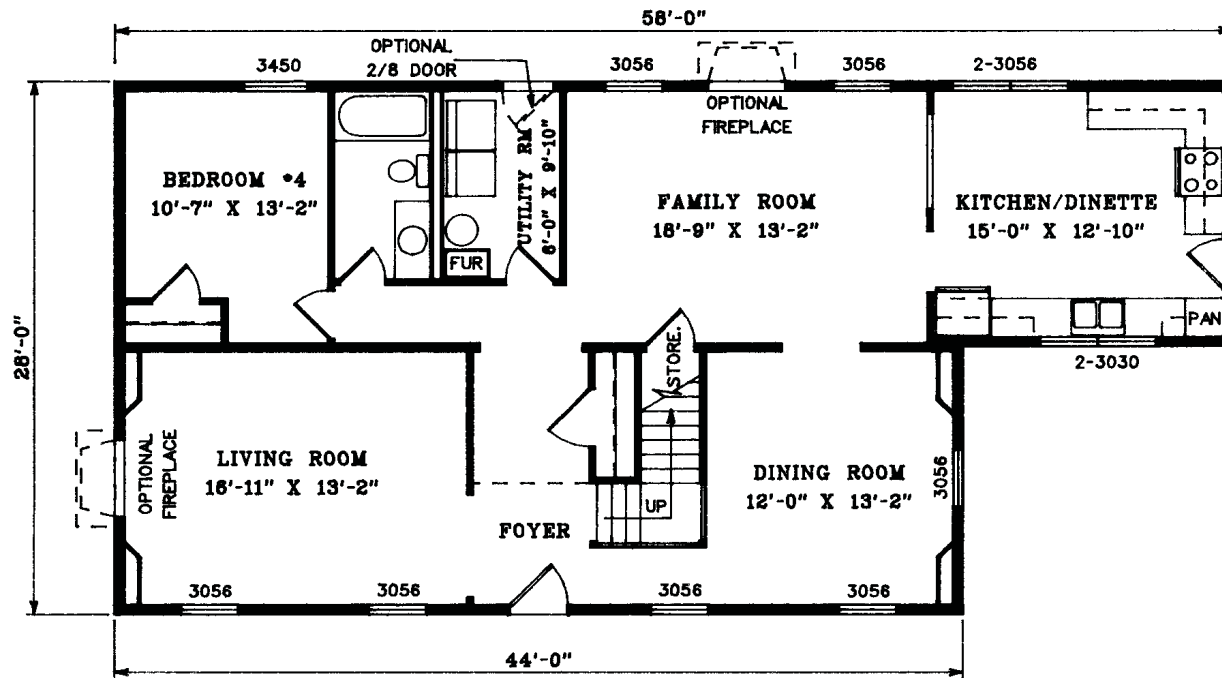 58'-0"
OPTIONAL
2/8 DOOR
3450
3056
3056
2-3056
OPTIONAL
FIREPLACE
BEDROOM #4
10'-7" X 13'-2"
UTILITY RM
6'-0" X 9'-10"
FUR
FAMILY ROOM
18'-9" X 13'-2"
KITCHEN/DINETTE
15'-0" X 12'-10"
PAN
2-3030
28'-0"
STORE.
OPTIONAL
FIREPLACE
LIVING ROOM
16'-11" X 13'-2"
DINING ROOM
12'-0" X 13'-2"
3056
UP
FOYER
3056
3056
3056
3056
44'-0"